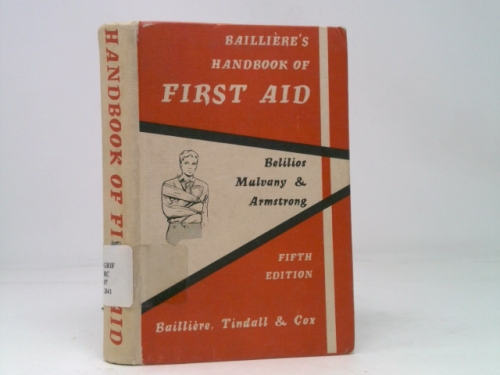 BAILLIÈRE'S
HANDBOOK OF
FIRST AID
Belilios
Mulvany &
Armstrong
FIFTH
EDITION
Baillière, Tindall & Cox
HANDBOOK OF FI AID